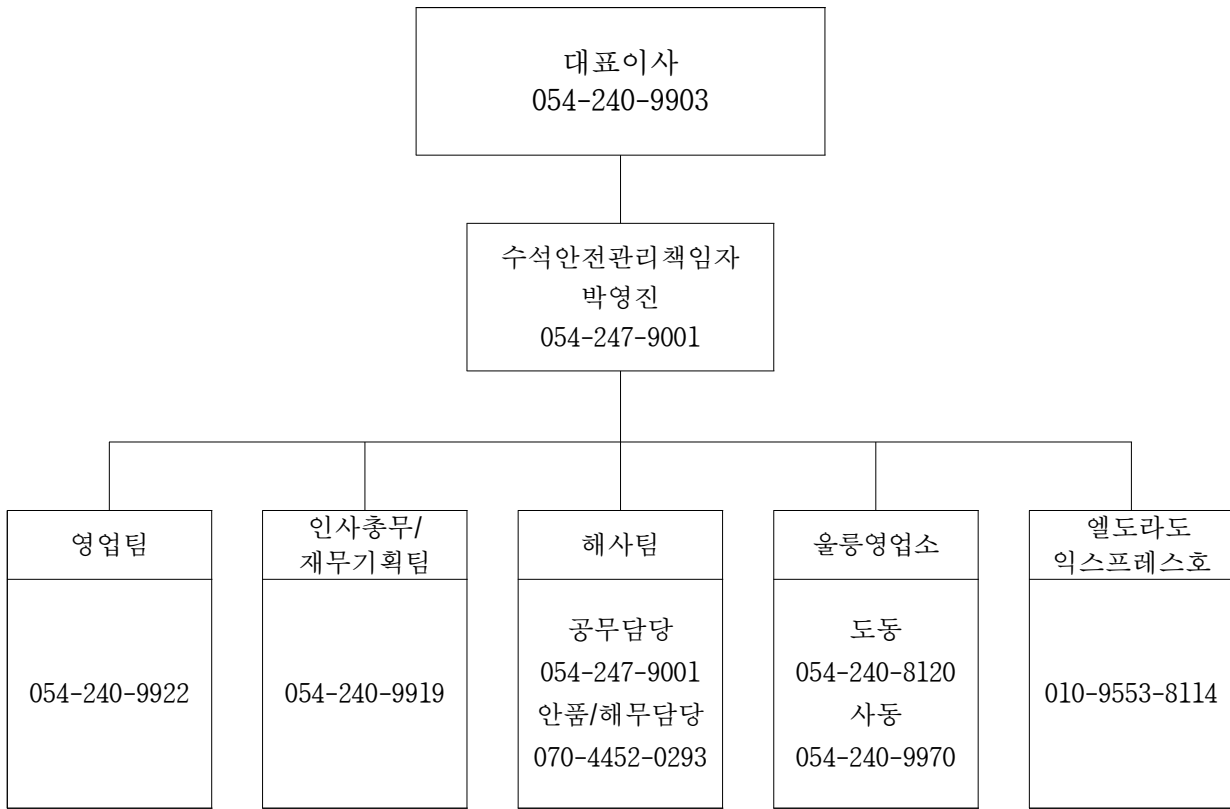 대표이사
054-240-9903
수석안전관리책임자
박영진
054-247-9001
영업팀
054-240-9922
인사총무/
재무기획팀
054-240-9919
해사팀
공무담당
054-247-9001
안품/해무담당
070-4452-0293
울릉영업소
도동
054-240-8120
사동
054-240-9970
엘도라도
익스프레스호
010-9553-8114